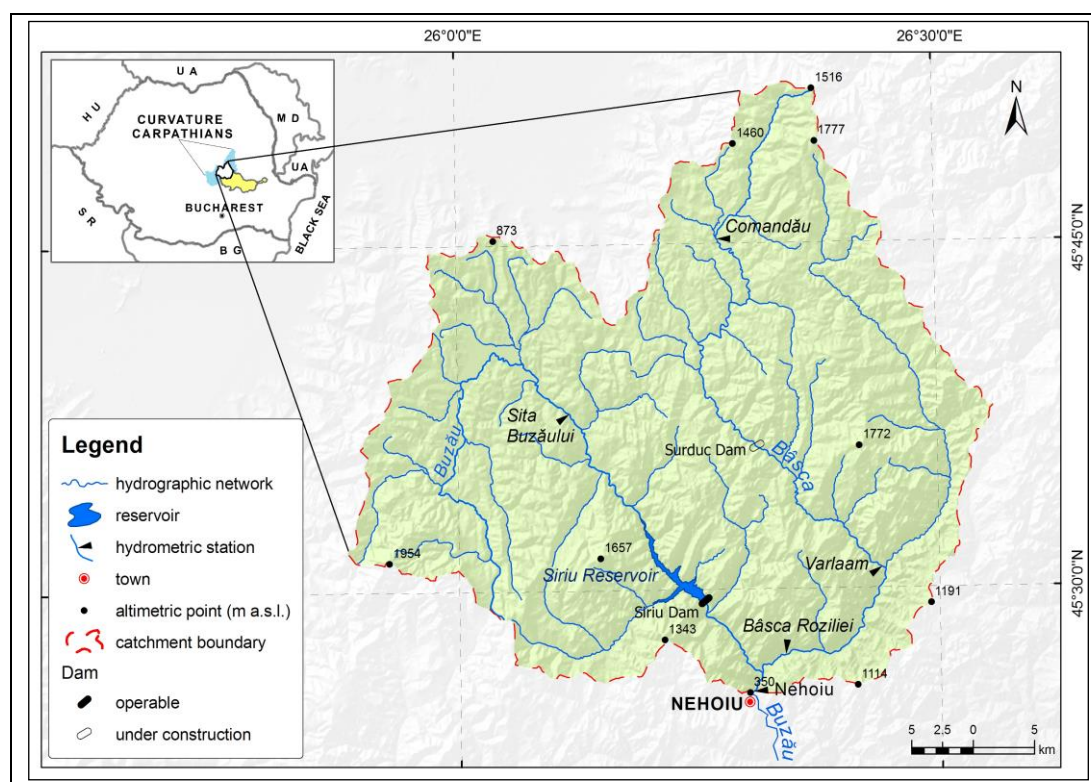 26°0'0"E
26°30'0"E
U A
H U
CURVATURE
CARPATHIANS
M D
U A
BUCHAREST
S R
B G
BLACK SEA
N
1516
1460
1777
Comandău
873
45°45'0"N
Sita
Buzăului
Buzău
Surduc Dam
Bâsca
1772
Varlaam
1954
1657
Siriu Reservoir
Siriu Dam
45°30'0"N
1191
1343
Bâsca Roziliei
1114
350
Nehoiu
NEHOIU
Buzău
5 2.5 0 5
km
Legend
hydrographic network
reservoir
hydrometric station
town
altimetric point (m a.s.l.)
catchment boundary
Dam
operable
under construction